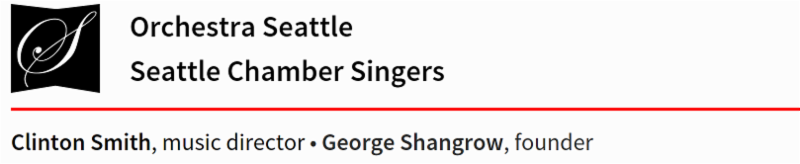 Orchestra Seattle
Seattle Chamber Singers
Clinton Smith, music director • George Shangrow, founder